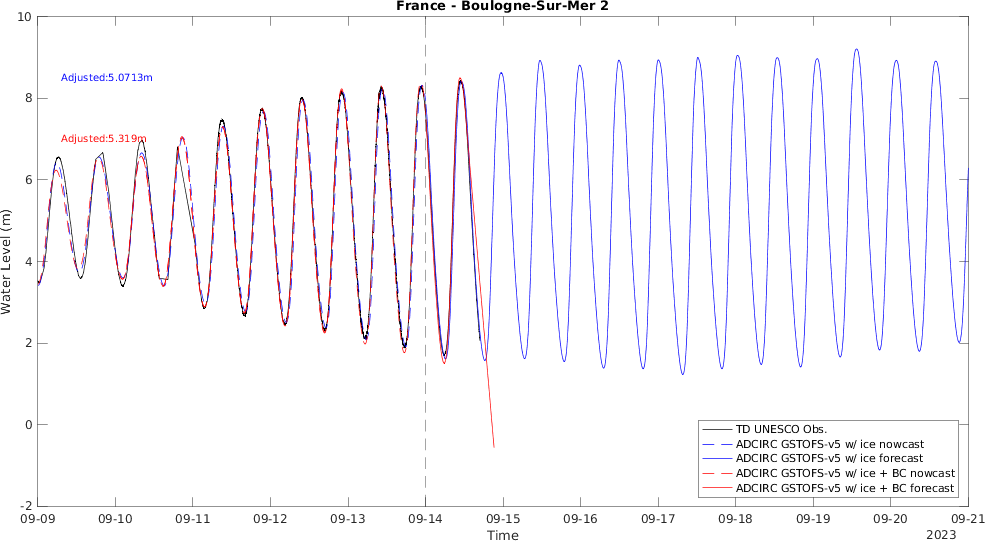 France - Boulogne-Sur-Mer 2
10
8
6
4
2
0
-2
Water Level (m)
Adjusted:5.0713m
Adjusted:5.319m
TD UNESCO Obs.
ADCIRC GSTOFS-v5 w/ ice nowcast
ADCIRC GSTOFS-v5 w/ ice forecast
ADCIRC GSTOFS-v5 w/ ice + BC nowcast
ADCIRC GSTOFS-v5 w/ ice + BC forecast
09-09 09-10 09-11 09-12 09-13 09-14 09-15 09-16 09-17 09-18 09-19 09-20 09-21
Time
2023